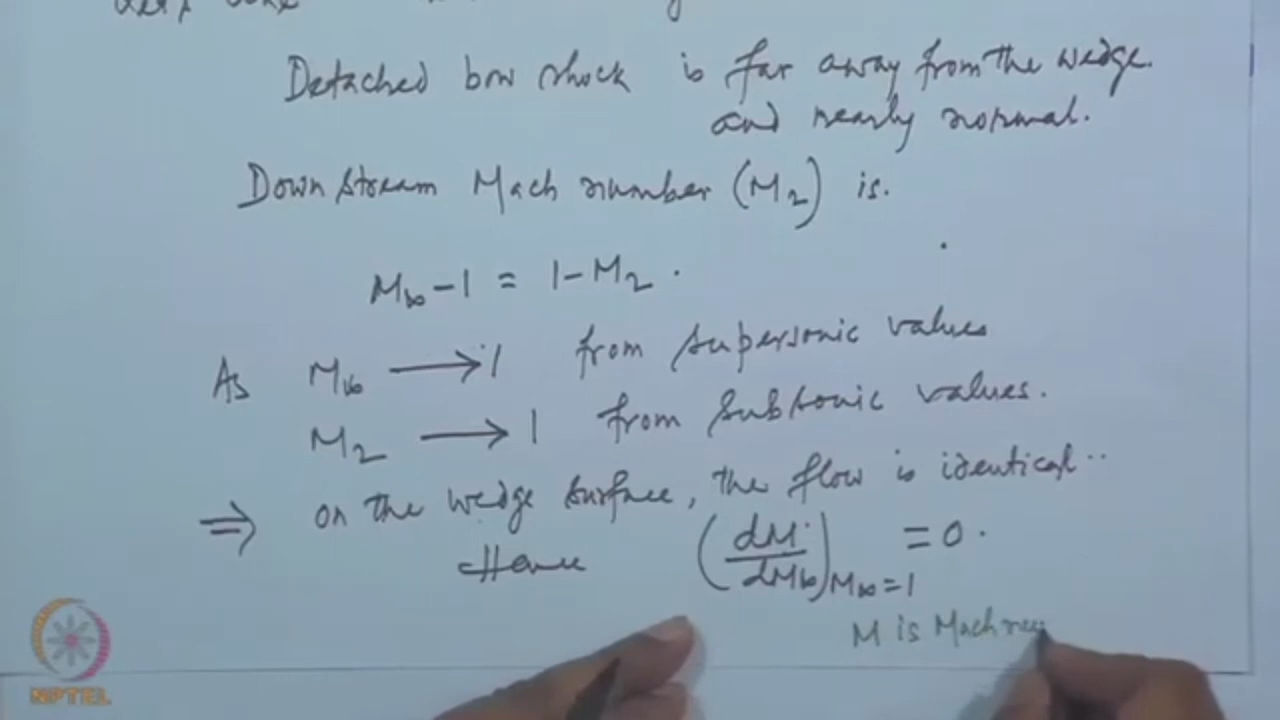 Detached bow shock is far away from the wedge.
and nearly normal.
Downstream Mach number (M₂) is.
M∞-1 = 1-M₂.
As M∞ → 1 from supersonic values
M₂ → 1 from subsonic values.
⇒ on the wedge surface, the flow is identical..
Hence (dM/dM∞)M∞=1 = 0.
M is Mach
NPTEL